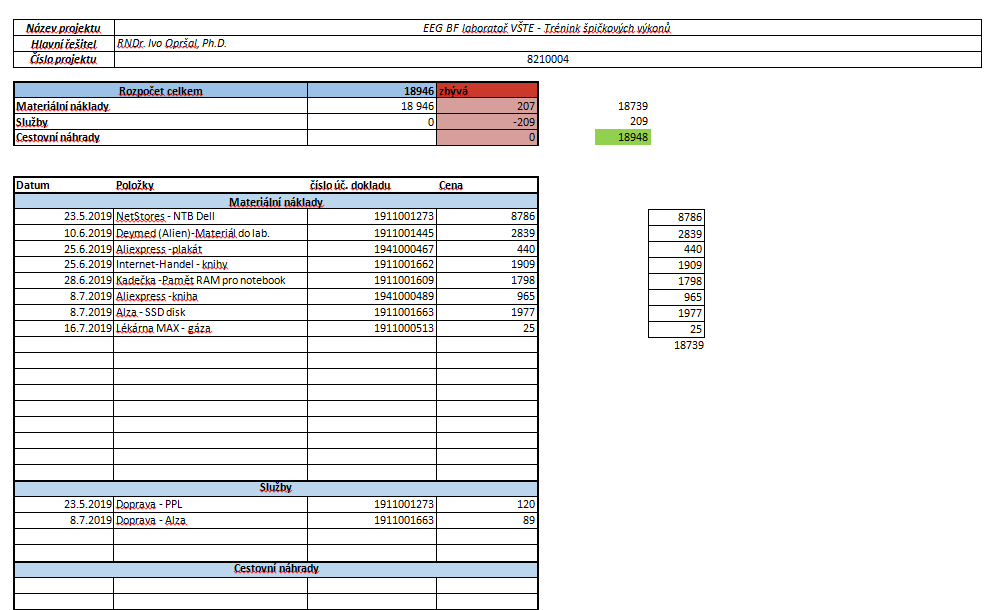 Název projektu EEG BF laboratoř VŠTE - Trénink špičkových výkonů
Hlavní řešitel RNDr. Ivo Opršal, Ph.D.
Číslo projektu 8210004
Rozpočet celkem 18946 zbývá
Materiální náklady 18 946 207 18739
Služby 0 -209 209
Cestovní náhrady 0 18948
Datum Položky číslo úč. dokladu Cena
Materiální náklady
23.5.2019 NetStores - NTB Dell 1911001273 8786 8786
10.6.2019 Deymed (Alien)-Materiál do lab. 1911001445 2839 2839
25.6.2019 Aliexpress -plakát 1941000467 440 440
25.6.2019 Internet-Handel - knihy 1911001662 1909 1909
28.6.2019 Kadečka -Pamět RAM pro notebook 1911001609 1798 1798
8.7.2019 Aliexpress -kniha 1941000489 965 965
8.7.2019 Alza - SSD disk 1911001663 1977 1977
16.7.2019 Lékárna MAX - gáza 1911000513 25 25
18739
Služby
23.5.2019 Doprava - PPL 1911001273 120
8.7.2019 Doprava - Alza 1911001663 89
Cestovní náhrady